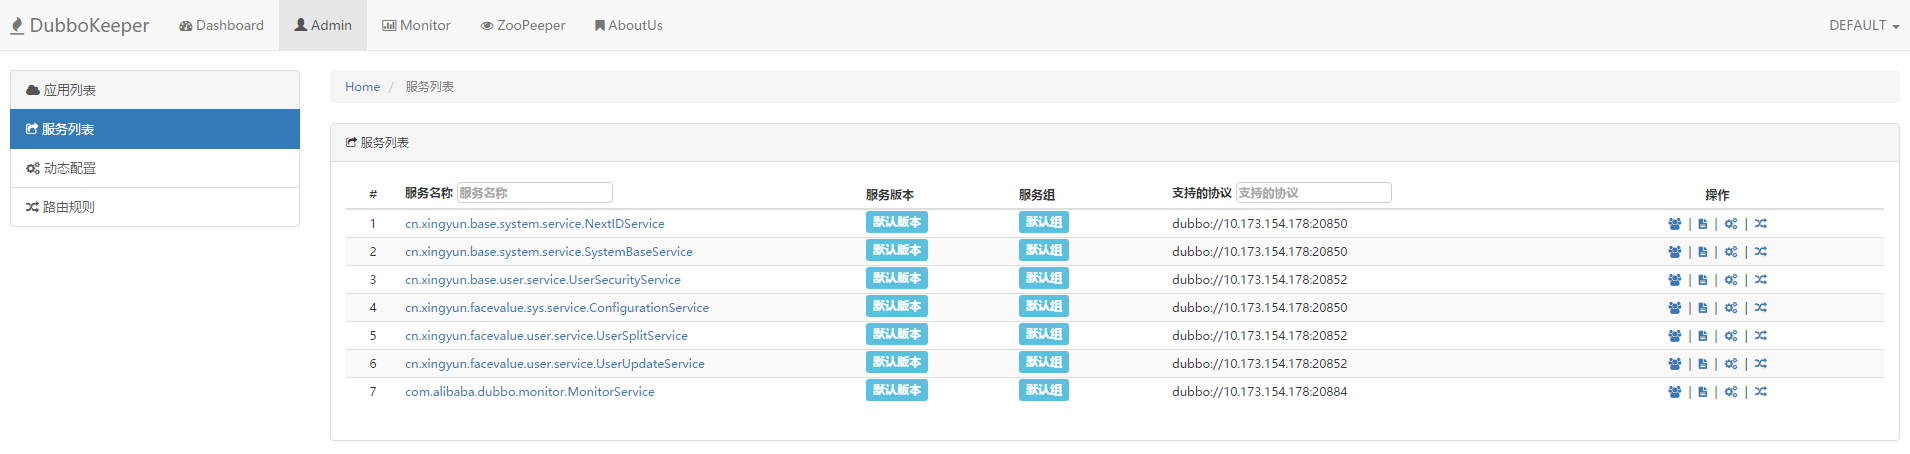 DubboKeeper Dashboard Admin Monitor ZooPeeper AboutUs DEFAULT
应用列表
服务列表
动态配置
路由规则
Home / 服务列表
服务列表
# 服务名称 服务名称 服务版本 服务组 支持的协议 支持的协议 操作
1 cn.xingyun.base.system.service.NextIDService 默认版本 默认组 dubbo://10.173.154.178:20850 | | |
2 cn.xingyun.base.system.service.SystemBaseService 默认版本 默认组 dubbo://10.173.154.178:20850 | | |
3 cn.xingyun.base.user.service.UserSecurityService 默认版本 默认组 dubbo://10.173.154.178:20852 | | |
4 cn.xingyun.facevalue.sys.service.ConfigurationService 默认版本 默认组 dubbo://10.173.154.178:20850 | | |
5 cn.xingyun.facevalue.user.service.UserSplitService 默认版本 默认组 dubbo://10.173.154.178:20852 | | |
6 cn.xingyun.facevalue.user.service.UserUpdateService 默认版本 默认组 dubbo://10.173.154.178:20852 | | |
7 com.alibaba.dubbo.monitor.MonitorService 默认版本 默认组 dubbo://10.173.154.178:20884 | | |